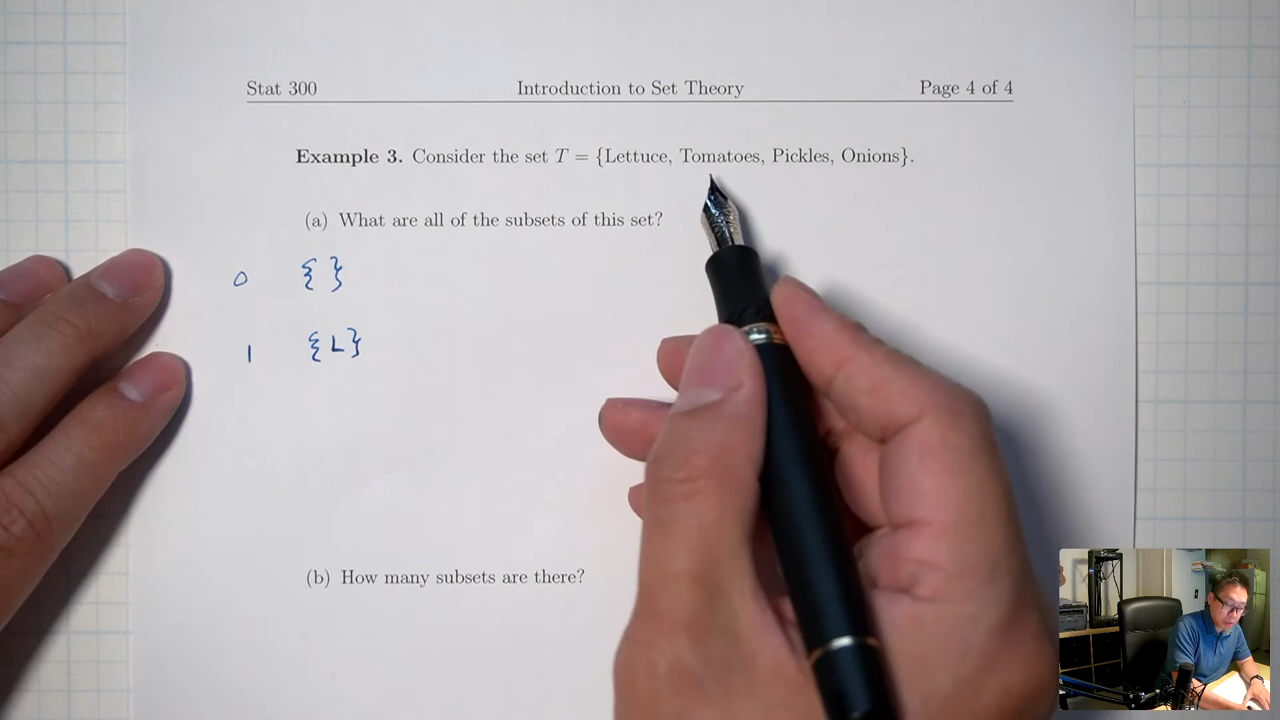 Stat 300 Introduction to Set Theory Page 4 of 4
Example 3. Consider the set T = {Lettuce, Tomatoes, Pickles, Onions}.
(a) What are all of the subsets of this set?
0 { }
1 {L}
(b) How many subsets are there?